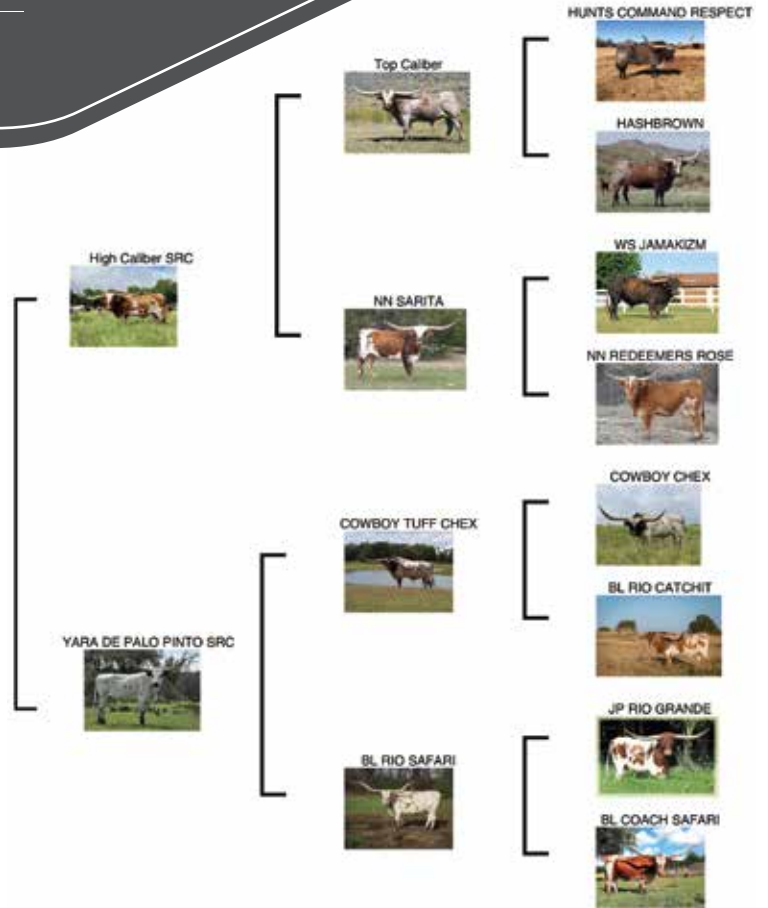 HUNTS COMMAND RESPECT
Top Caliber
HASHBROWN
High Caliber SRC
WS JAMAKIZM
NN SARITA
NN REDEEMERS ROSE
COWBOY CHEX
COWBOY TUFF CHEX
BL RIO CATCHIT
YARA DE PALO PINTO SRC
JP RIO GRANDE
BL RIO SAFARI
BL COACH SAFARI